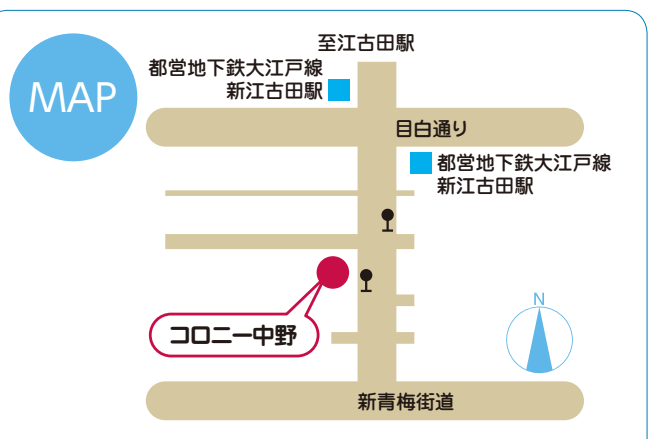 MAP
至江古田駅
都営地下鉄大江戸線
新江古田駅
目白通り
都営地下鉄大江戸線
新江古田駅
コロニー中野
N
新青梅街道